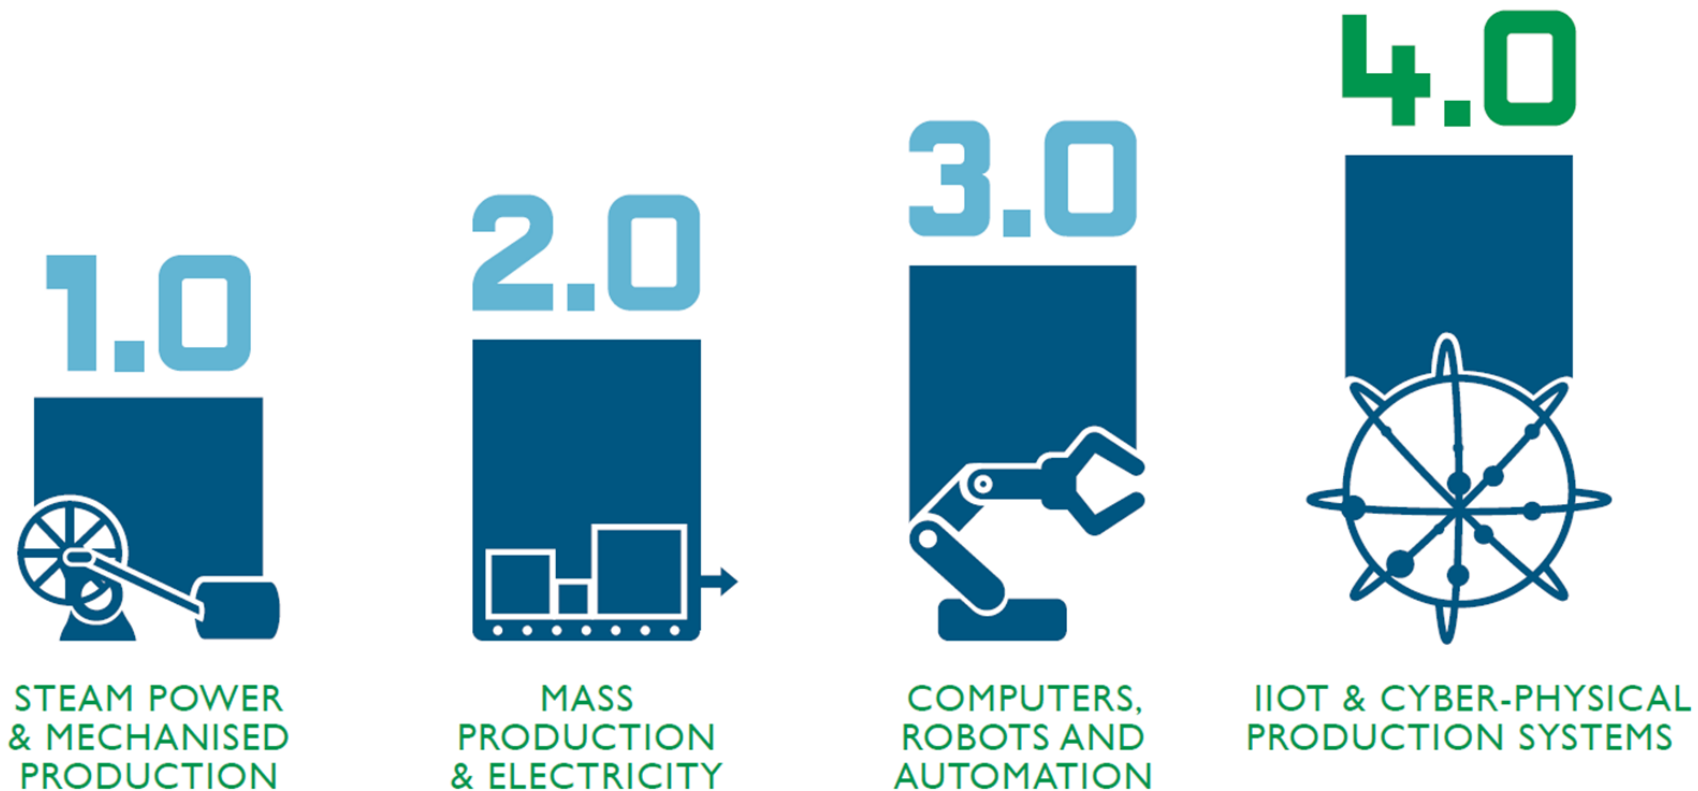 1.0
STEAM POWER
& MECHANISED
PRODUCTION
2.0
MASS
PRODUCTION
& ELECTRICITY
3.0
COMPUTERS,
ROBOTS AND
AUTOMATION
4.0
IIOT & CYBER-PHYSICAL
PRODUCTION SYSTEMS